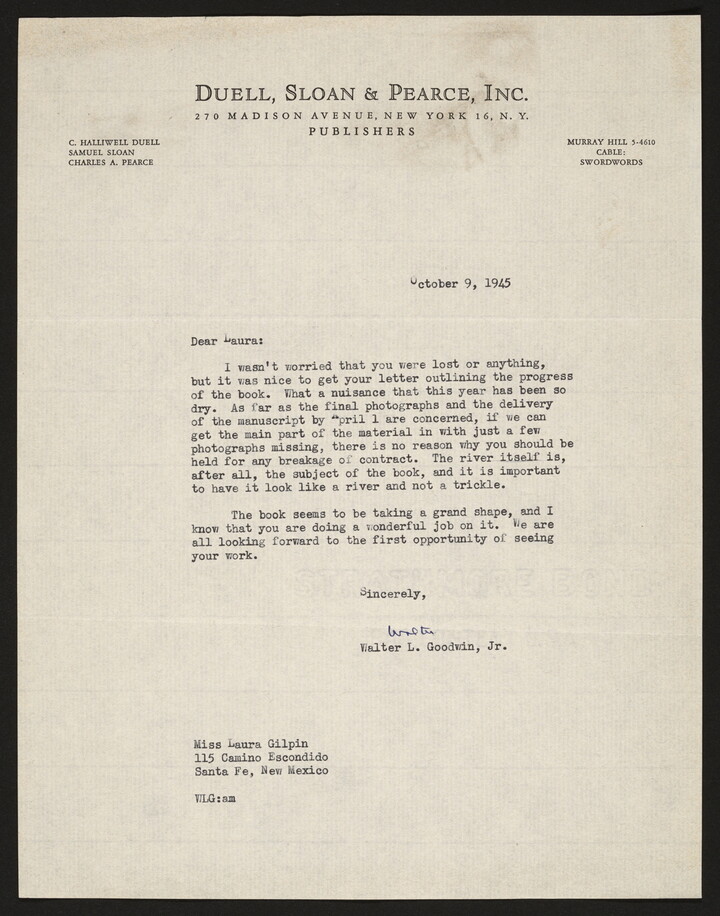 DUELL, SLOAN & PEARCE, INC.
270 MADISON AVENUE, NEW YORK 16, N. Y.
PUBLISHERS
C. HALLIWELL DUELL
SAMUEL SLOAN
CHARLES A. PEARCE
MURRAY HILL 5-4610
CABLE:
SWORDWORDS
October 9, 1945
Dear Laura:
I wasn't worried that you were lost or anything,
but it was nice to get your letter outlining the progress
of the book. What a nuisance that this year has been so
dry. As far as the final photographs and the delivery
of the manuscript by April 1 are concerned, if we can
get the main part of the material in with just a few
photographs missing, there is no reason why you should be
held for any breakage of contract. The river itself is,
after all, the subject of the book, and it is important
to have it look like a river and not a trickle.
The book seems to be taking a grand shape, and I
know that you are doing a wonderful job on it. We are
all looking forward to the first opportunity of seeing
your work.
Sincerely,
Walter
Walter L. Goodwin, Jr.
Miss Laura Gilpin
115 Camino Escondido
Santa Fe, New Mexico
WLG:am